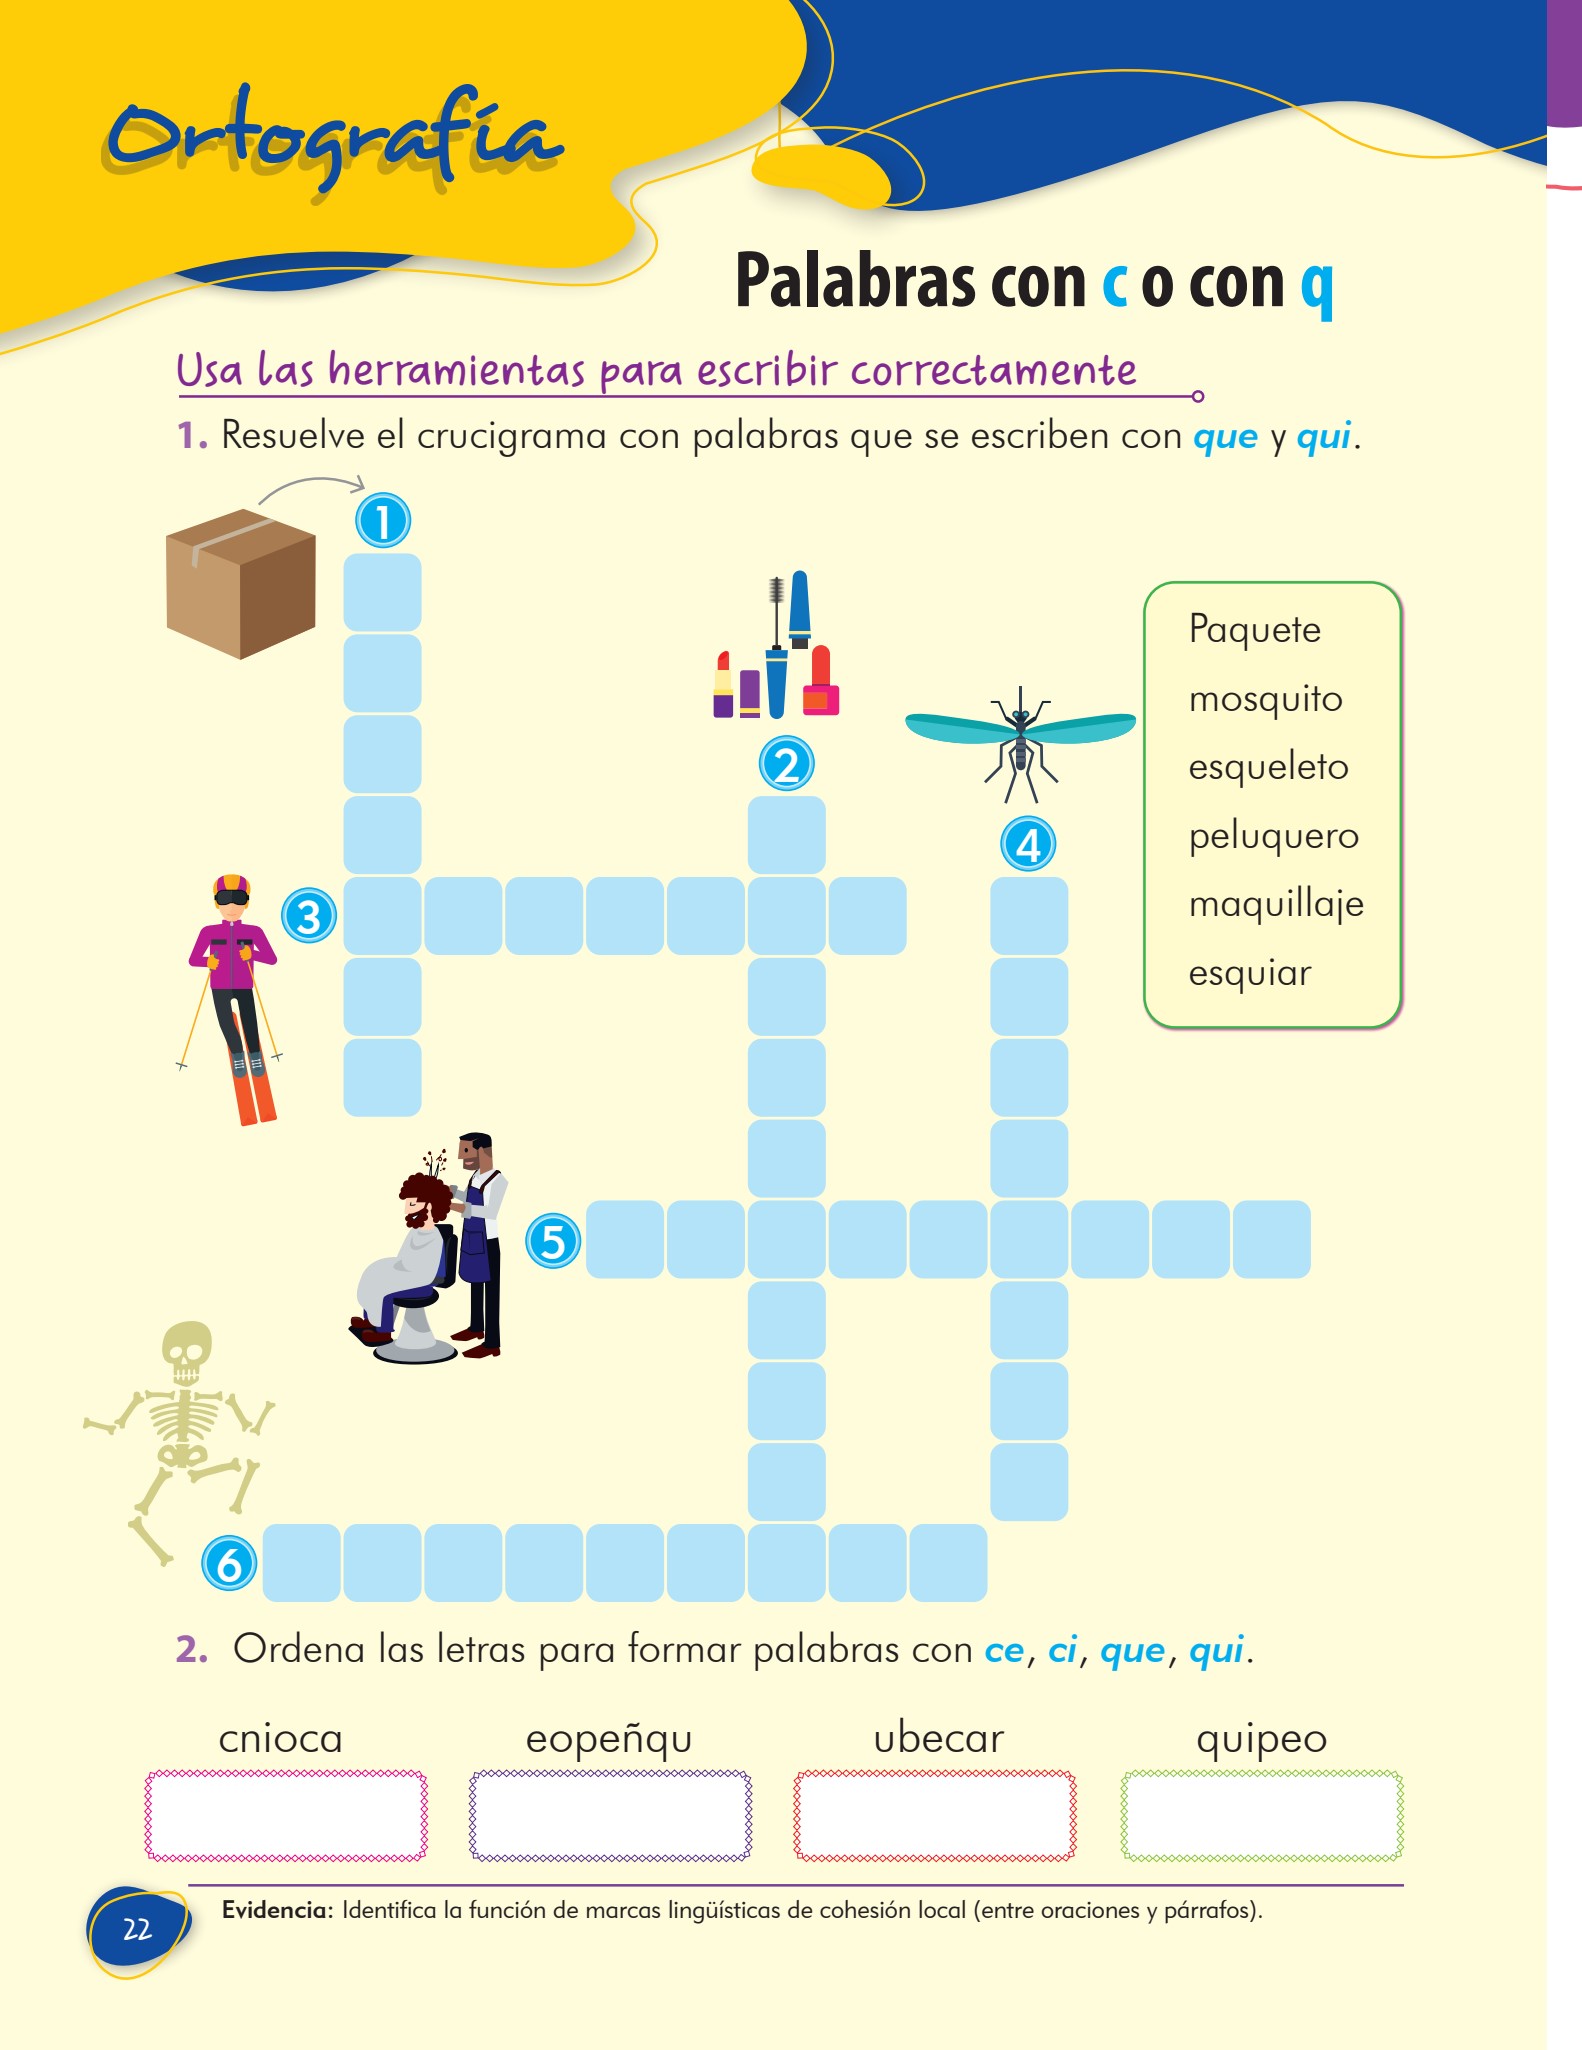 Ortografía
Palabras con c o con q
Usa las herramientas para escribir correctamente
1. Resuelve el crucigrama con palabras que se escriben con que y qui.
1
2
4
3
5
6
Paquete
mosquito
esqueleto
peluquero
maquillaje
esquiar
2. Ordena las letras para formar palabras con ce, ci, que, qui.
cnioca eopeñqu ubecar quipeo
Evidencia: Identifica la función de marcas lingüísticas de cohesión local (entre oraciones y párrafos).
22